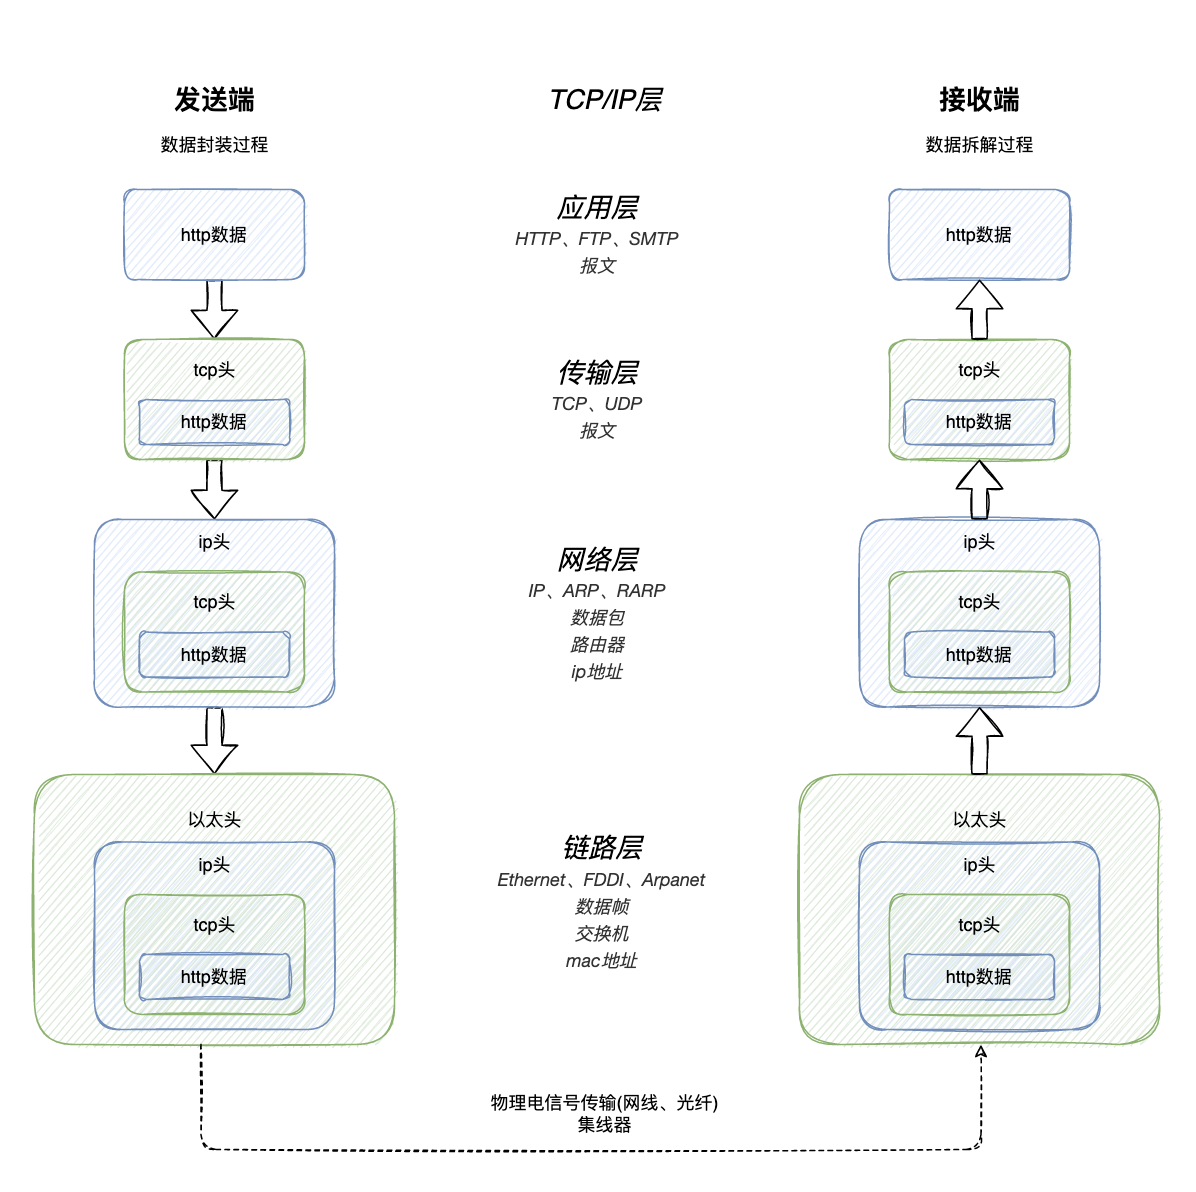 发送端
数据封装过程
http数据
tcp头
http数据
ip头
tcp头
http数据
以太头
ip头
tcp头
http数据
TCP/IP层
应用层
HTTP、FTP、SMTP
报文
传输层
TCP、UDP
报文
网络层
IP、ARP、RARP
数据包
路由器
ip地址
链路层
Ethernet、FDDI、Arpanet
数据帧
交换机
mac地址
接收端
数据拆解过程
http数据
tcp头
http数据
ip头
tcp头
http数据
以太头
ip头
tcp头
http数据
物理电信号传输(网线、光纤)
集线器